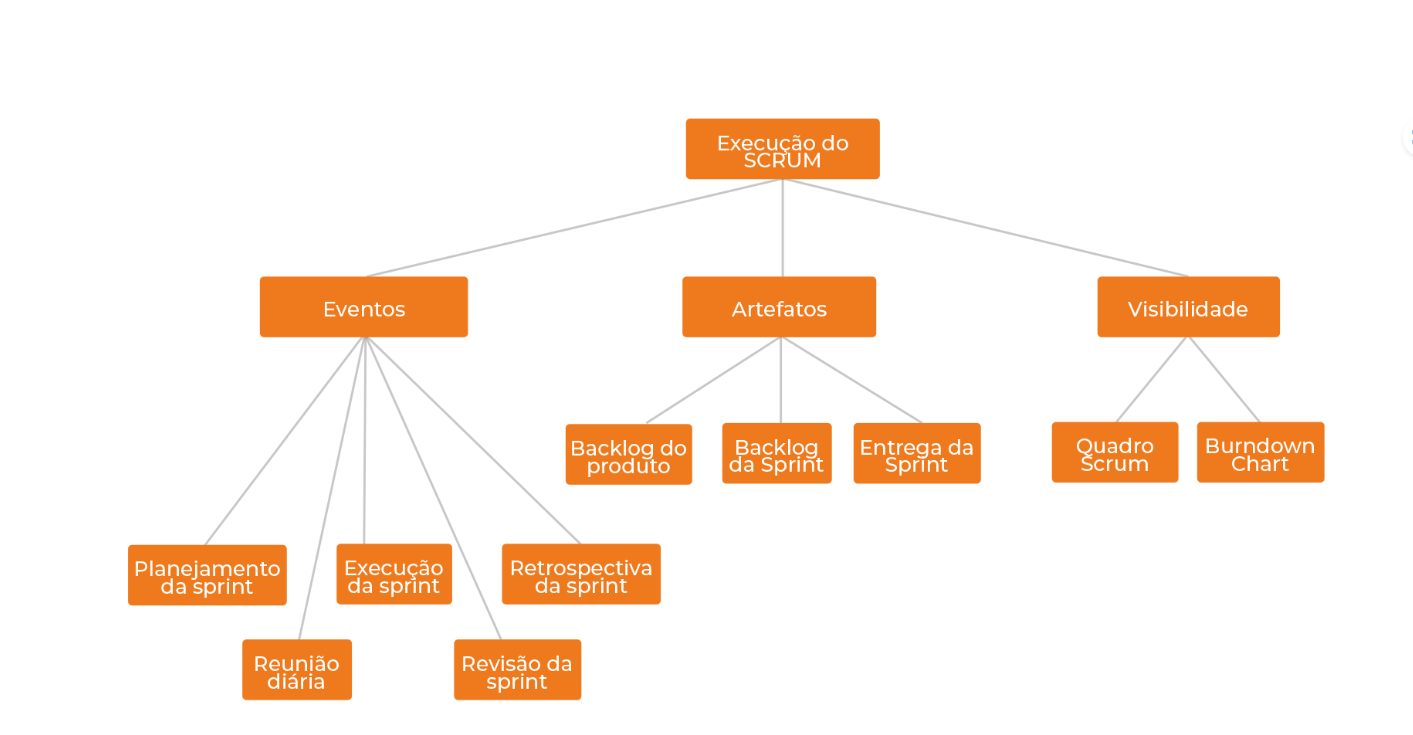 Execução do
SCRUM
Eventos
Artefatos
Visibilidade
Backlog do
produto
Backlog
da Sprint
Entrega da
Sprint
Quadro
Scrum
Burndown
Chart
Planejamento
da sprint
Execução
da sprint
Retrospectiva
da sprint
Reunião
diária
Revisão da
sprint